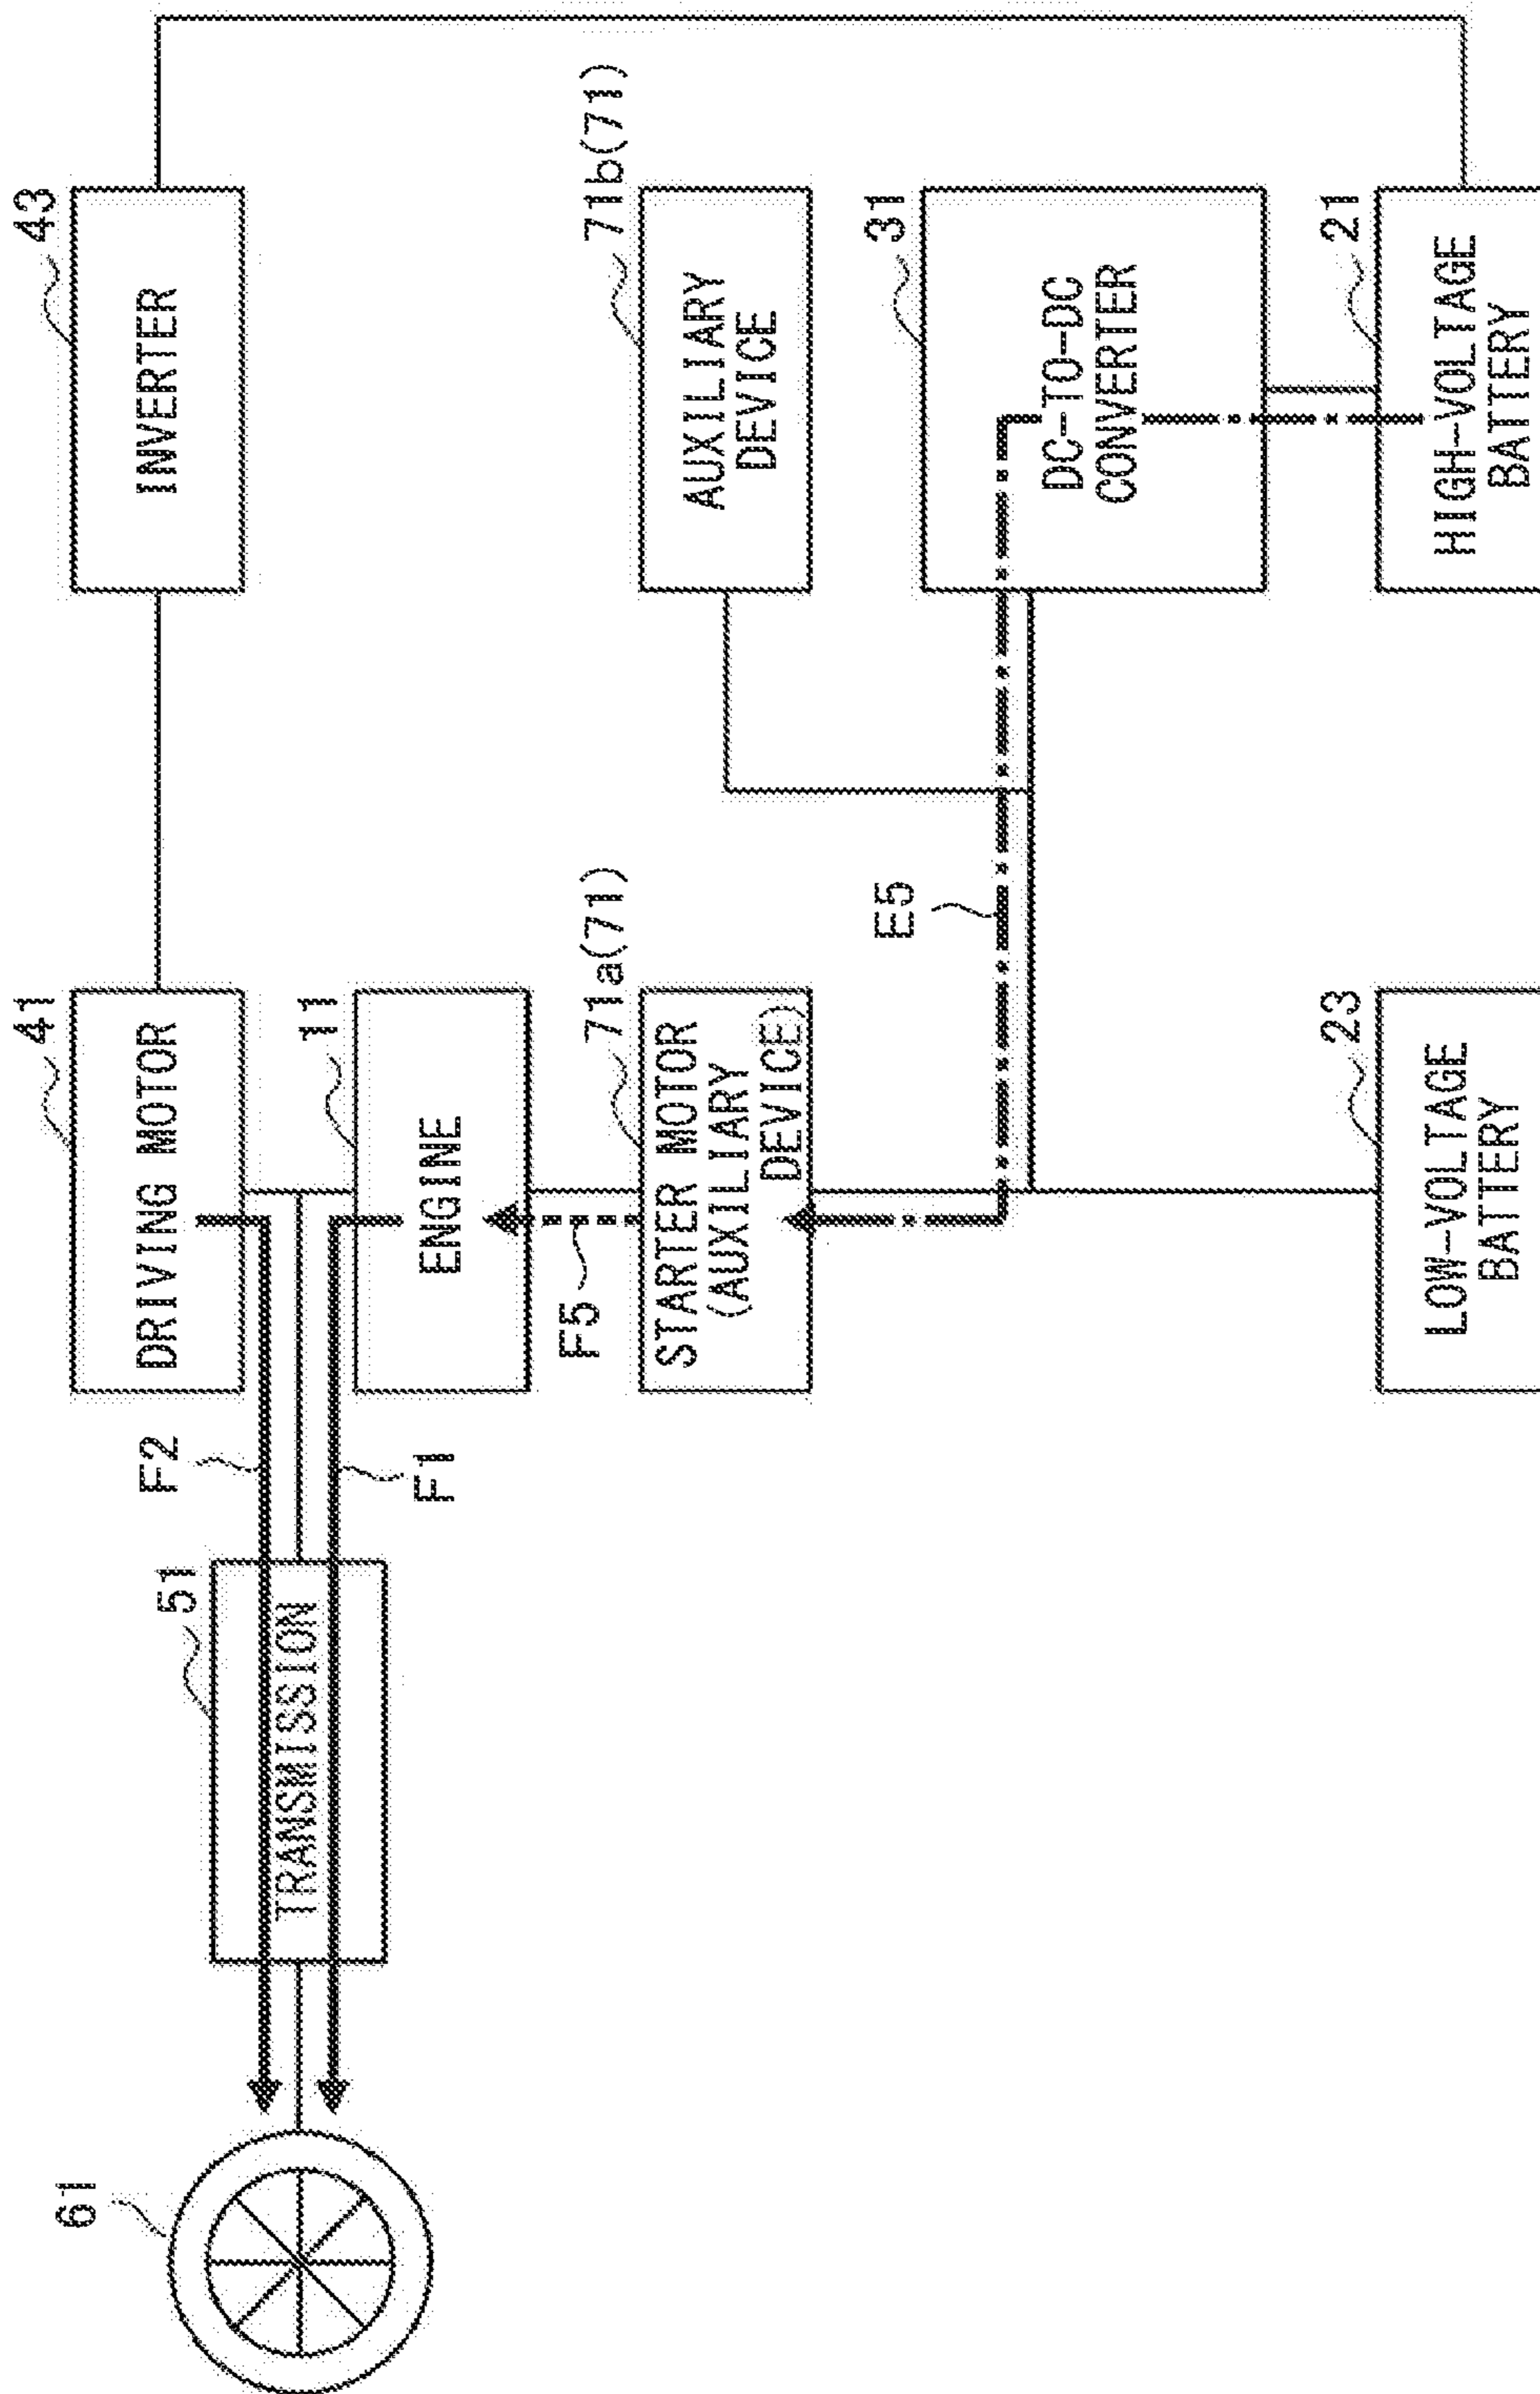 61
51
TRANSMISSION
F2
F1
41
DRIVING MOTOR
11
ENGINE
F5
71a(71)
STARTER MOTOR
(AUXILIARY
DEVICE)
23
LOW-VOLTAGE
BATTERY
E5
43
INVERTER
71b(71)
AUXILIARY
DEVICE
31
DC-TO-DC
CONVERTER
21
HIGH-VOLTAGE
BATTERY